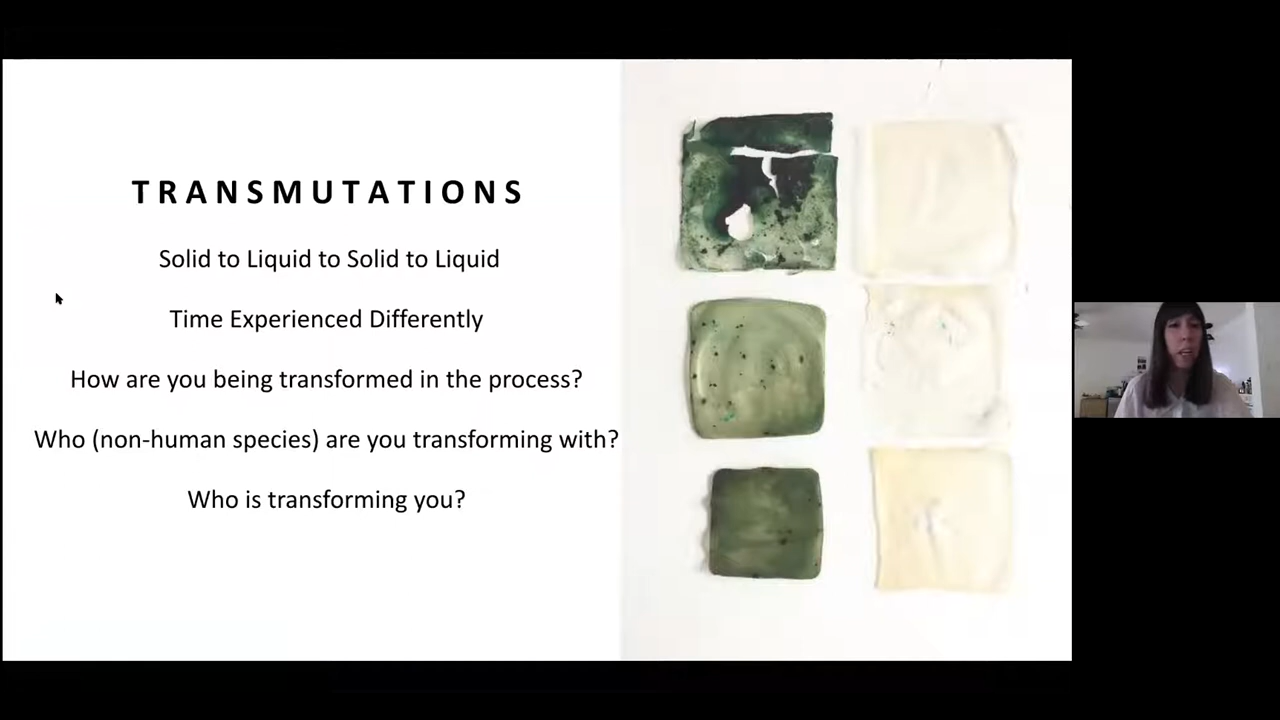 TRANSMUTATIONS
Solid to Liquid to Solid to Liquid
Time Experienced Differently
How are you being transformed in the process?
Who (non-human species) are you transforming with?
Who is transforming you?